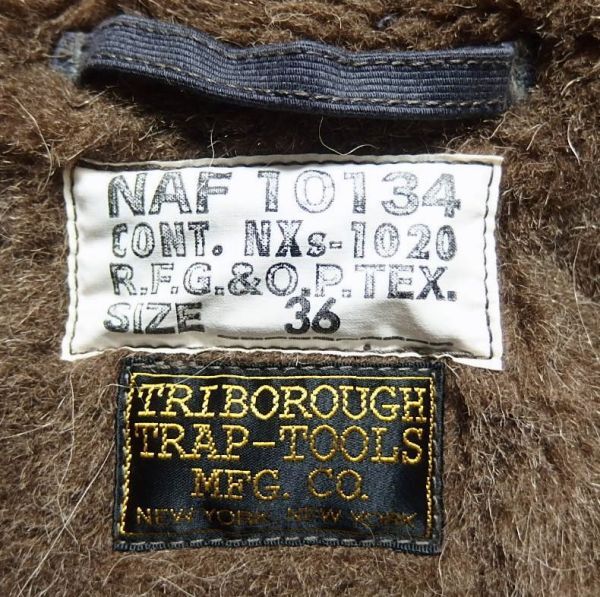 NAF 10134
CONT. NXs-1020
R.F.G.&O.P.TEX.
SIZE 36
TRIBOROUGH
TRAP-TOOLS
MFG. CO.
NEW YORK, NEW YORK